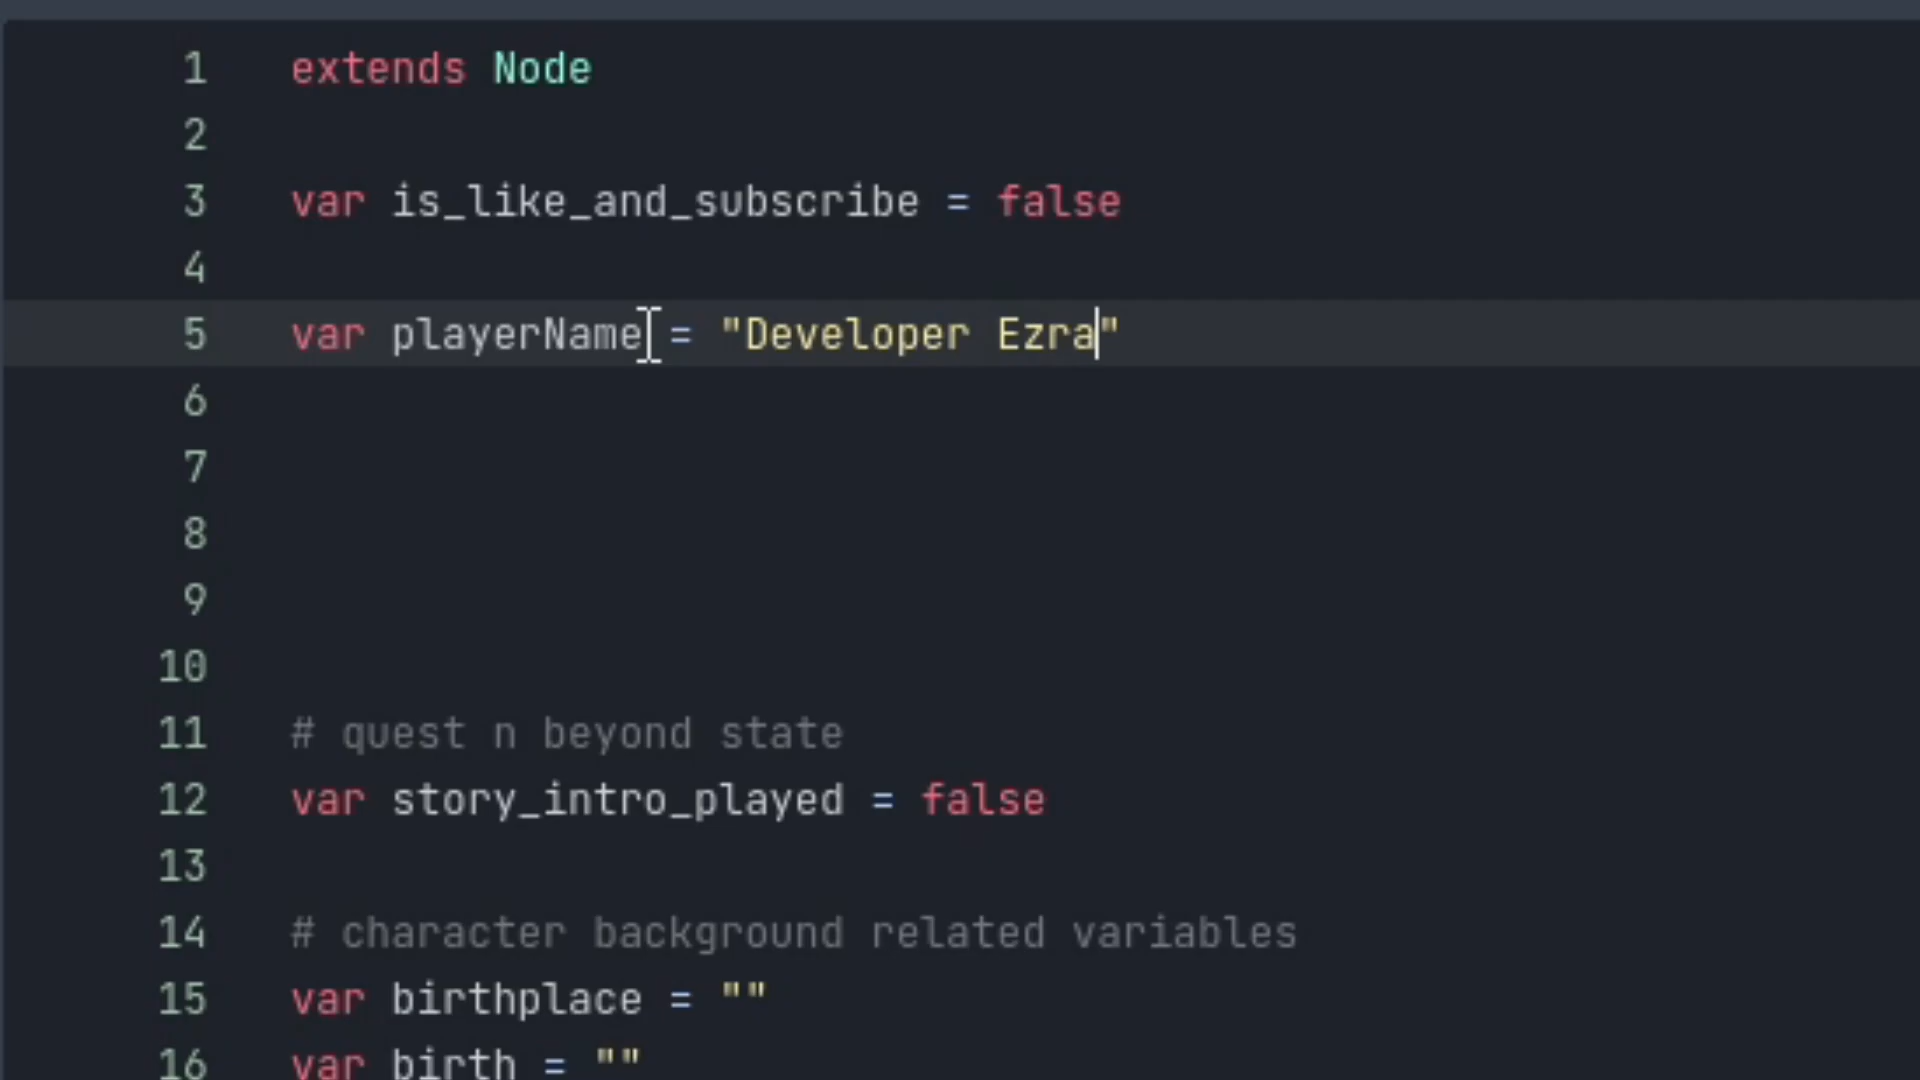 1 extends Node
2
3 var is_like_and_subscribe = false
4
5 var playerName = "Developer Ezra"
6
7
8
9
10
11 # quest n beyond state
12 var story_intro_played = false
13
14 # character background related variables
15 var birthplace = ""
16 var birth = ""